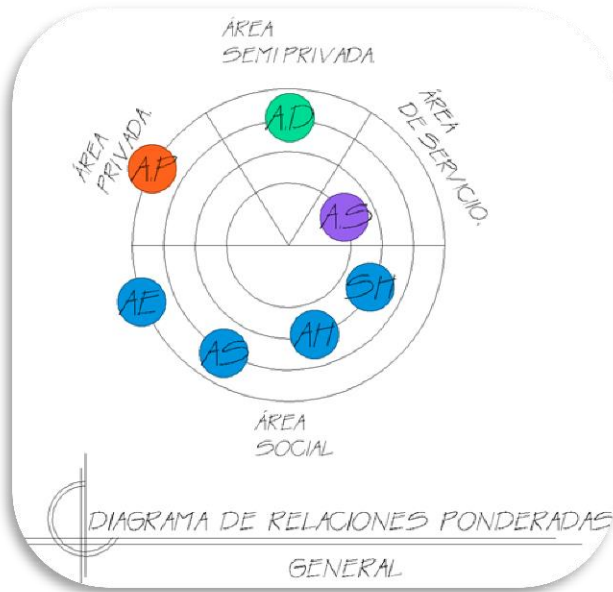 ÁREA
SEMIPRIVADA
ÁREA
PRIVADA.
ÁREA
DE SERVICIO.
A.D
A.P
A.S
AE
SH
AS
AH
ÁREA
SOCIAL
DIAGRAMA DE RELACIONES PONDERADAS
GENERAL